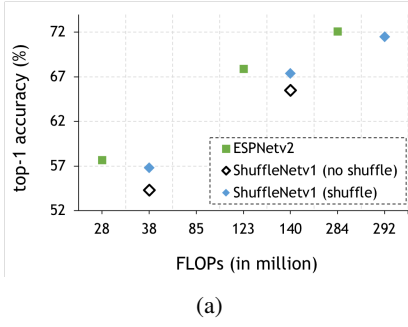 top-1 accuracy (%)
72
67
62
57
52
ESPNetv2
ShuffleNetv1 (no shuffle)
ShuffleNetv1 (shuffle)
28 38 85 123 140 284 292
FLOPs (in million)
(a)